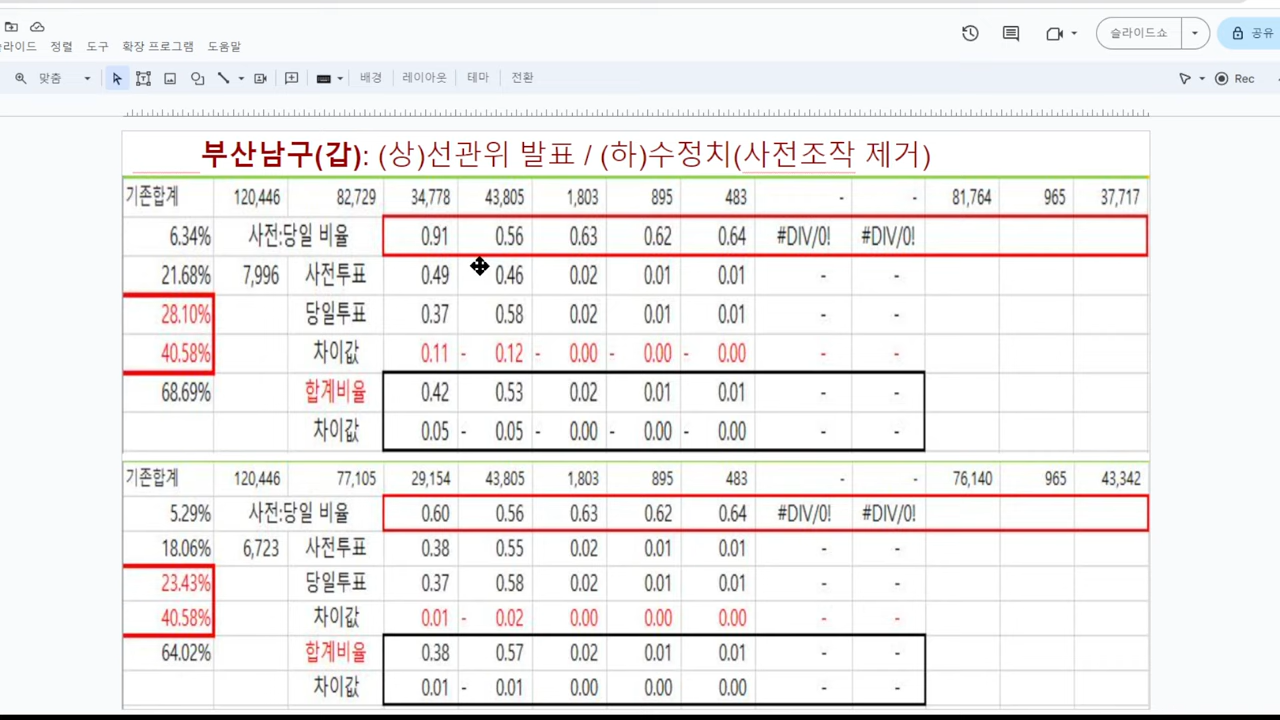 라이드 정렬 도구 확장 프로그램 도움말
슬라이드쇼 공유
맞춤 배경 레이아웃 테마 전환 Rec
부산남구(갑): (상)선관위 발표 / (하)수정치(사전조작 제거)
기존합계 120,446 82,729 34,778 43,805 1,803 895 483 - - 81,764 965 37,717
6.34% 사전:당일 비율 0.91 0.56 0.63 0.62 0.64 #DIV/0! #DIV/0!
21.68% 7,996 사전투표 0.49 0.46 0.02 0.01 0.01 - -
28.10% 당일투표 0.37 0.58 0.02 0.01 0.01 - -
40.58% 차이값 0.11 - 0.12 - 0.00 - 0.00 - 0.00 - -
68.69% 합계비율 0.42 0.53 0.02 0.01 0.01 - -
차이값 0.05 - 0.05 - 0.00 - 0.00 - 0.00 - -
기존합계 120,446 77,105 29,154 43,805 1,803 895 483 - - 76,140 965 43,342
5.29% 사전:당일 비율 0.60 0.56 0.63 0.62 0.64 #DIV/0! #DIV/0!
18.06% 6,723 사전투표 0.38 0.55 0.02 0.01 0.01 - -
23.43% 당일투표 0.37 0.58 0.02 0.01 0.01 - -
40.58% 차이값 0.01 - 0.02 0.00 0.00 0.00 - -
64.02% 합계비율 0.38 0.57 0.02 0.01 0.01 - -
차이값 0.01 - 0.01 0.00 0.00 0.00 - -